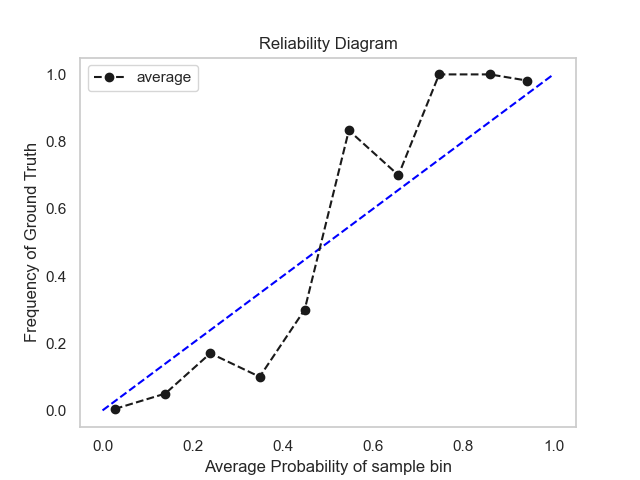 Reliability Diagram
average
Frequency of Ground Truth
1.0
0.8
0.6
0.4
0.2
0.0
0.0 0.2 0.4 0.6 0.8 1.0
Average Probability of sample bin